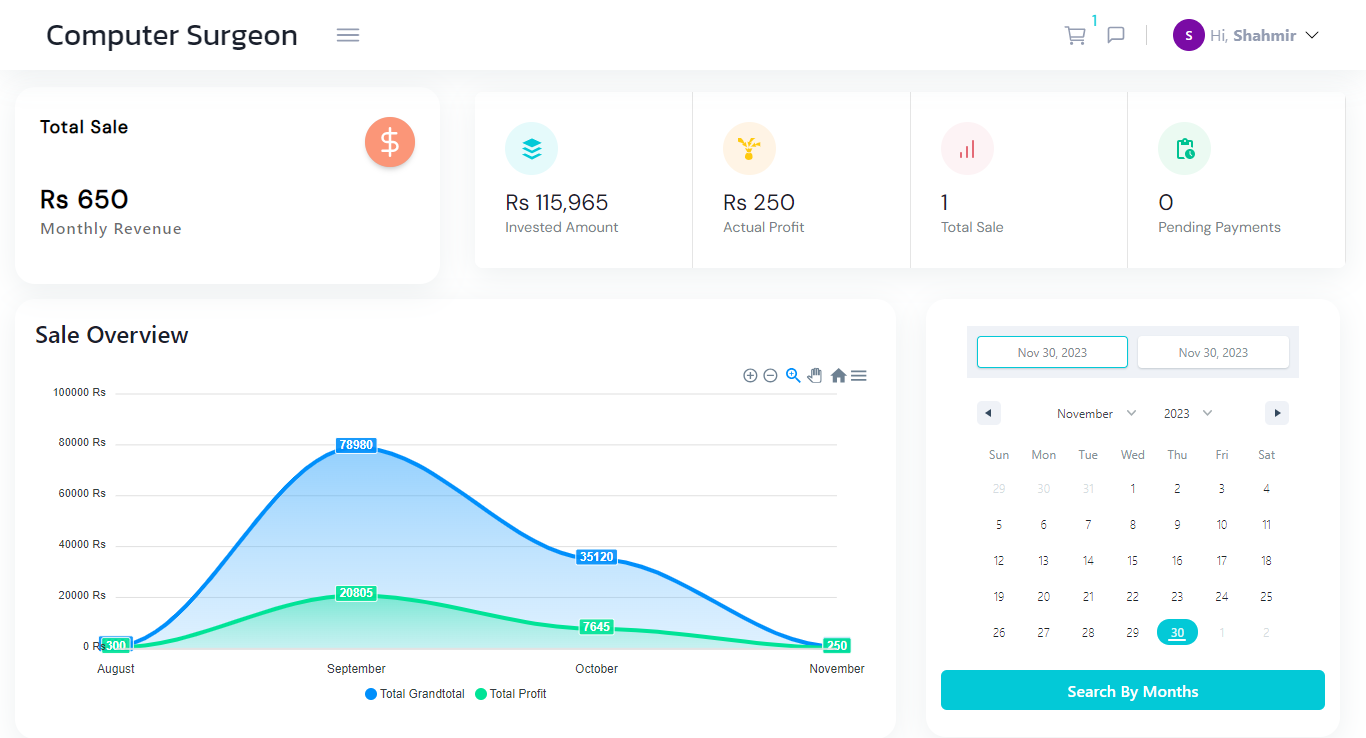 Computer Surgeon
1
S Hi, Shahmir
Total Sale
Rs 650
Monthly Revenue
Rs 115,965
Invested Amount
Rs 250
Actual Profit
1
Total Sale
0
Pending Payments
Sale Overview
100000 Rs
80000 Rs
60000 Rs
40000 Rs
20000 Rs
0 Rs
78980
35120
20805
7645
300
250
August September October November
Total Grandtotal Total Profit
Nov 30, 2023 Nov 30, 2023
November 2023
Sun Mon Tue Wed Thu Fri Sat
29 30 31 1 2 3 4
5 6 7 8 9 10 11
12 13 14 15 16 17 18
19 20 21 22 23 24 25
26 27 28 29 30 1 2
Search By Months